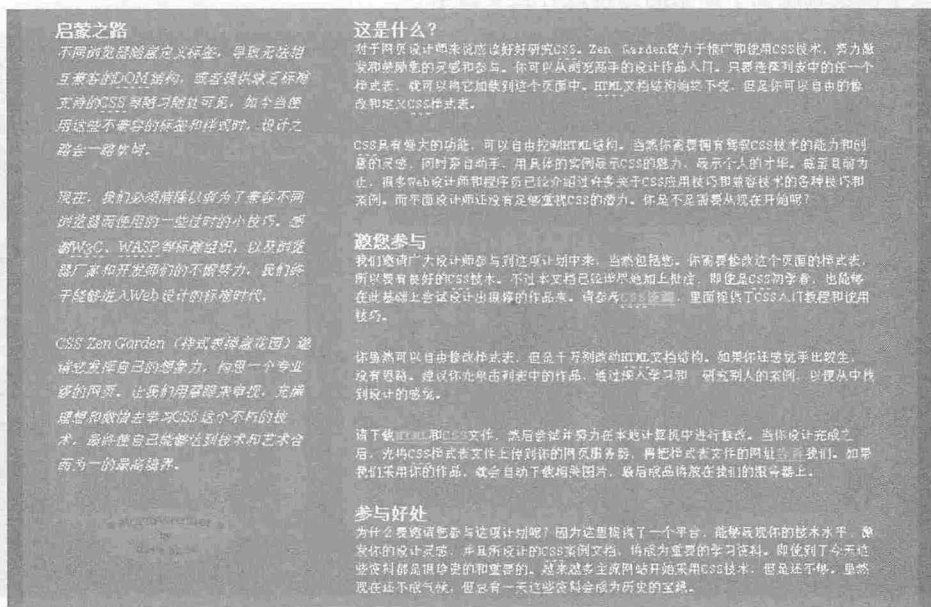 启蒙之路
不同浏览器随意定义标签，导致无法相
互兼容的DOM结构，或者提供缺乏标准
支持的CSS等陋习随处可见，如今当使
用这些不兼容的标签和样式时，设计之
路会一路坎坷。
现在，我们必须清除以前为了兼容不同
浏览器而使用的一些过时的小技巧。感
谢W3C、WASP等标准组织，以及浏览
器厂家和开发师们的不懈努力，我们终
于能够进入Web设计的标准时代。
CSS Zen Garden（样式表禅意花园）邀
请您发挥自己的想象力，构思一个专业
级的网页。让我们用慧眼来审视，充满
理想和激情去学习CSS这个不朽的技
术，最终使自己能够达到技术和艺术合
而为一的最高境界。
这是什么？
对于网页设计师来说应该好好研究CSS。Zen Garden致力于推广和使用CSS技术，努力激
发和鼓励您的灵感和参与。你可以从浏览高手的设计作品入门。只要选择列表中的任一个
样式表，就可以将它加载到这个页面中。HTML文档结构始终不变，但是你可以自由的修
改和定义CSS样式表。
CSS具有强大的功能，可以自由控制HTML结构。当然你需要拥有驾驭CSS技术的能力和创
意的灵感，同时亲自动手，用具体的实例展示CSS的魅力，展示个人的才华。截至目前为
止，很多Web设计师和程序员已经介绍过许多关于CSS应用技巧和兼容技术的各种技巧和
案例。而平面设计师还没有足够重视CSS的潜力。你是不是需要从现在开始呢？
邀您参与
我们邀请广大设计师参与到这项计划中来，当然包括您。你需要修改这个页面的样式表，
所以要有良好的CSS技术。不过本文档已经详尽地加上批注，即使是CSS初学者，也能够
在此基础上尝试设计出很棒的作品来。请参考CSS资源，里面提供了CSS入门教程和使用
技巧。
你虽然可以自由修改样式表，但是千万别改动HTML文档结构。如果你还感觉手出较生，
没有思路，建议你先单击列表中的作品，通过深入学习和 研究别人的案例，以便从中找
到设计的感觉。
请下载HTML和CSS文件，然后尝试并努力在本地计算机中进行修改。当你设计完成之
后，先将CSS样式表文件上传到你的网页服务器，再把样式表文件的网址告诉我们。如果
我们采用你的作品，就会自动下载相关图片，最后成品将放在我们的服务器上。
参与好处
为什么要邀请您参与这项计划呢？因为这里提供了一个平台，能够展现你的技术水平，激
发你的设计灵感，并且所设计的CSS案例文档，将成为重要的学习资料。即使到了今天这
些资料都是很珍贵的和重要的。越来越多主流网站开始采用CSS技术，但是还不够。虽然
现在还不成气候，但总有一天这些资料会成为历史的宝藏。